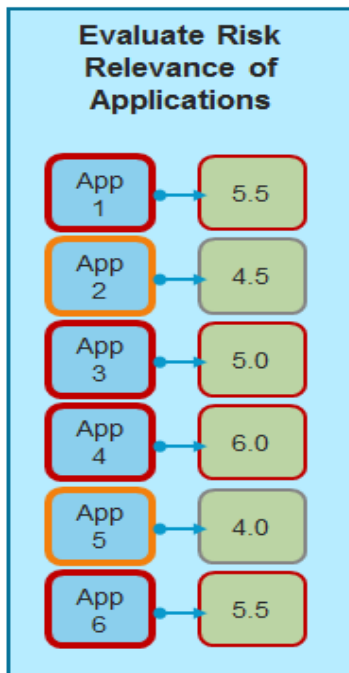 Evaluate Risk
Relevance of
Applications
App
1
5.5
App
2
4.5
App
3
5.0
App
4
6.0
App
5
4.0
App
6
5.5